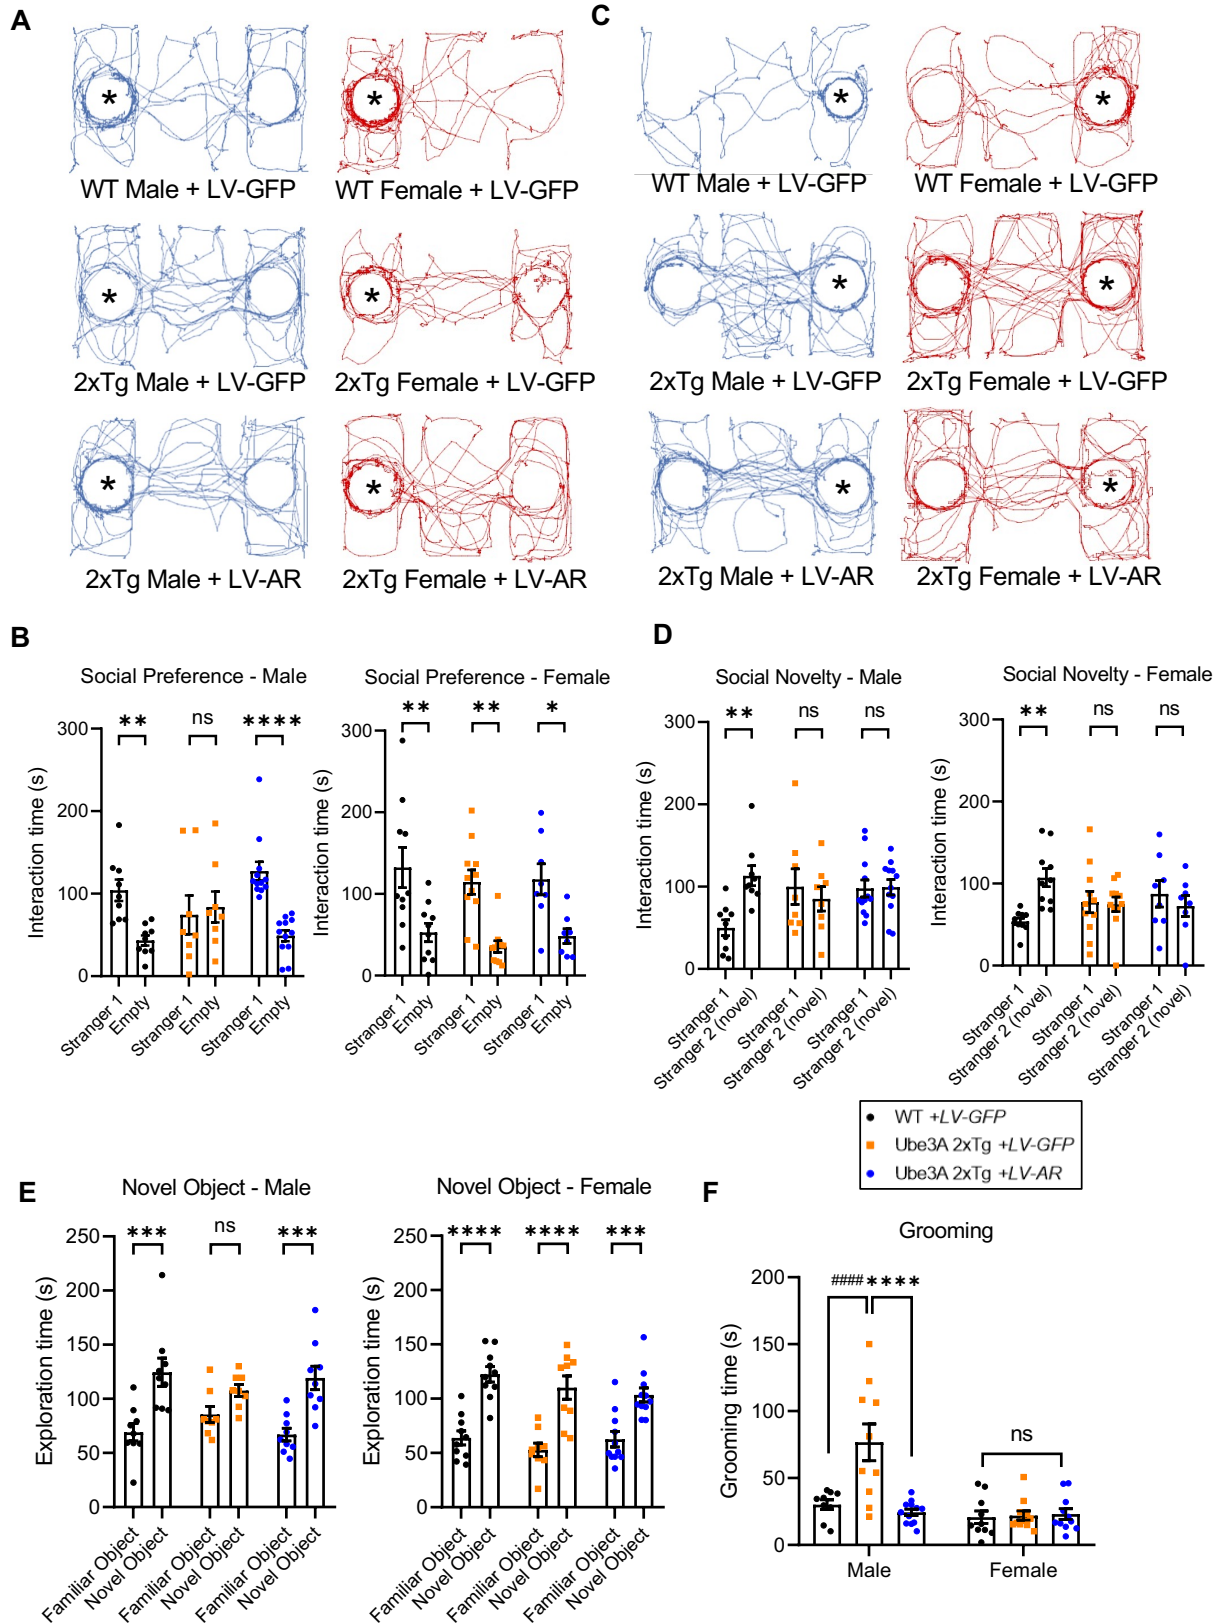 A
C
*
*
*
*
WT Male + LV-GFP
WT Female + LV-GFP
WT Male + LV-GFP
WT Female + LV-GFP
*
*
*
*
2xTg Male + LV-GFP
2xTg Female + LV-GFP
2xTg Male + LV-GFP
2xTg Female + LV-GFP
*
*
*
*
2xTg Male + LV-AR
2xTg Female + LV-AR
2xTg Male + LV-AR
2xTg Female + LV-AR
B
Social Preference - Male
** ns ****
Interaction time (s)
300
200
100
0
Stranger 1
Empty
Stranger 1
Empty
Stranger 1
Empty
Social Preference - Female
** ** *
Interaction time (s)
300
200
100
0
Stranger 1
Empty
Stranger 1
Empty
Stranger 1
Empty
D
Social Novelty - Male
** ns ns
Interaction time (s)
300
200
100
0
Stranger 1
Stranger 2 (novel)
Stranger 1
Stranger 2 (novel)
Stranger 1
Stranger 2 (novel)
Social Novelty - Female
** ns ns
Interaction time (s)
300
200
100
0
Stranger 1
Stranger 2 (novel)
Stranger 1
Stranger 2 (novel)
Stranger 1
Stranger 2 (novel)
WT +LV-GFP
Ube3A 2xTg +LV-GFP
Ube3A 2xTg +LV-AR
E
Novel Object - Male
*** ns ***
Exploration time (s)
250
200
150
100
50
0
Familiar Object
Novel Object
Familiar Object
Novel Object
Familiar Object
Novel Object
Novel Object - Female
**** **** ***
Exploration time (s)
250
200
150
100
50
0
Familiar Object
Novel Object
Familiar Object
Novel Object
Familiar Object
Novel Object
F
Grooming
#### ****
ns
Grooming time (s)
200
150
100
50
0
Male
Female